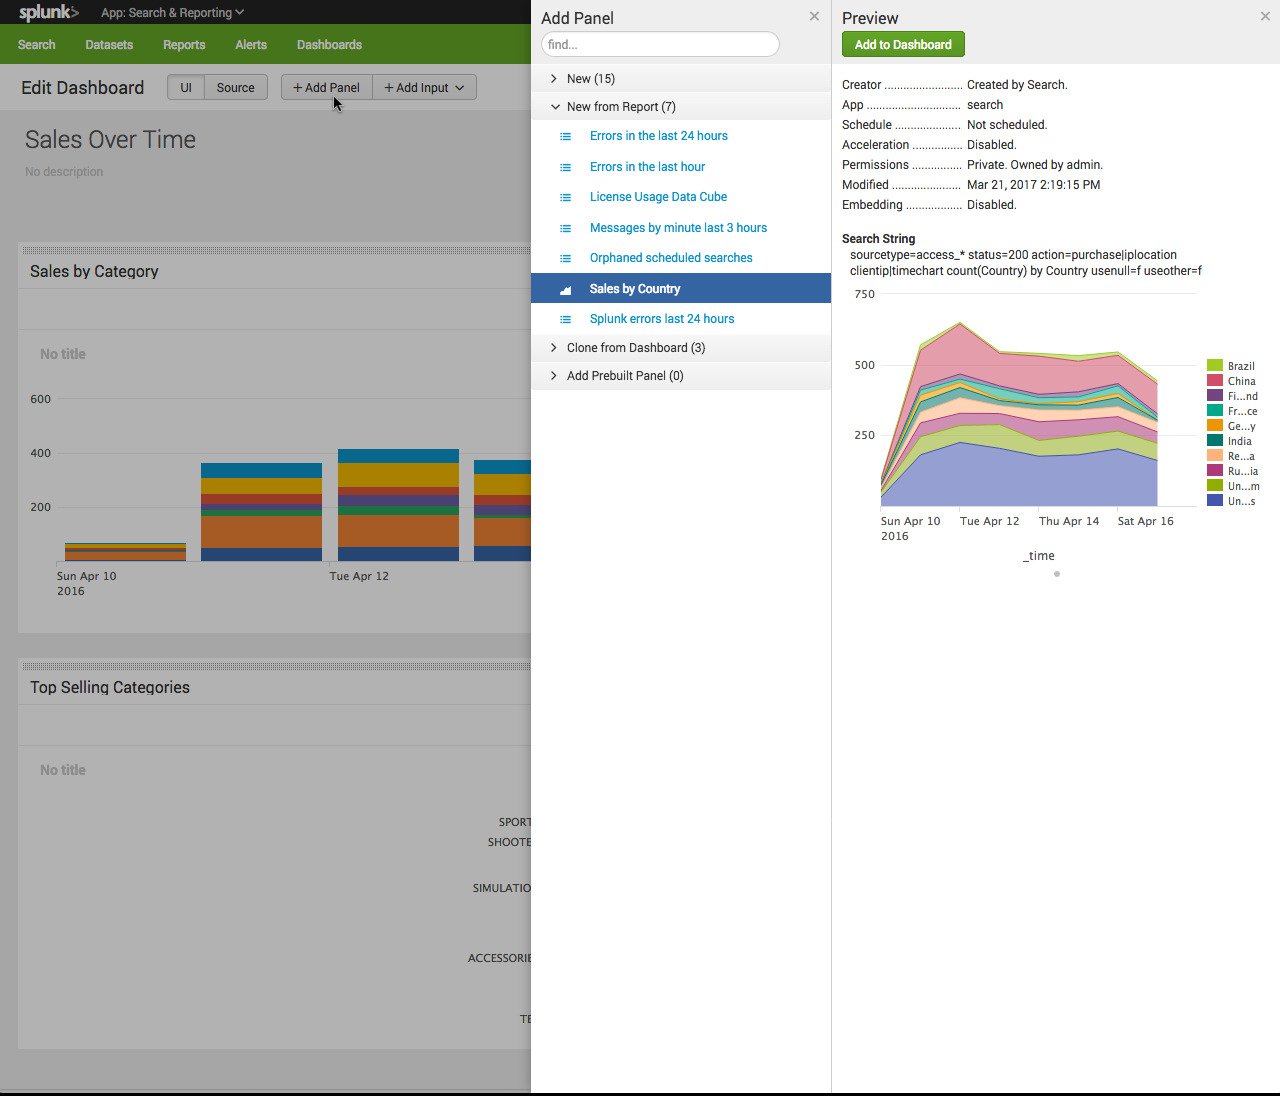 splunk> App: Search & Reporting
Search Datasets Reports Alerts Dashboards
Edit Dashboard UI Source + Add Panel + Add Input
Sales Over Time
No description
Sales by Category
No title
600
400
200
Sun Apr 10
2016
Tue Apr 12
Top Selling Categories
No title
SPORT
SHOOTE
SIMULATIO
ACCESSORIE
TE
Add Panel
find...
New (15)
New from Report (7)
Errors in the last 24 hours
Errors in the last hour
License Usage Data Cube
Messages by minute last 3 hours
Orphaned scheduled searches
Sales by Country
Splunk errors last 24 hours
Clone from Dashboard (3)
Add Prebuilt Panel (0)
Preview
Add to Dashboard
Creator ........................ Created by Search.
App ............................. search
Schedule ..................... Not scheduled.
Acceleration ................ Disabled.
Permissions ................ Private. Owned by admin.
Modified ...................... Mar 21, 2017 2:19:15 PM
Embedding .................. Disabled.
Search String
sourcetype=access_* status=200 action=purchase|iplocation
clientip|timechart count(Country) by Country usenull=f useother=f
750
500
250
Sun Apr 10
2016
Tue Apr 12
Thu Apr 14
Sat Apr 16
_time
Brazil
China
Fi...nd
Fr...ce
Ge...y
India
Re...a
Ru...ia
Un...m
Un...s